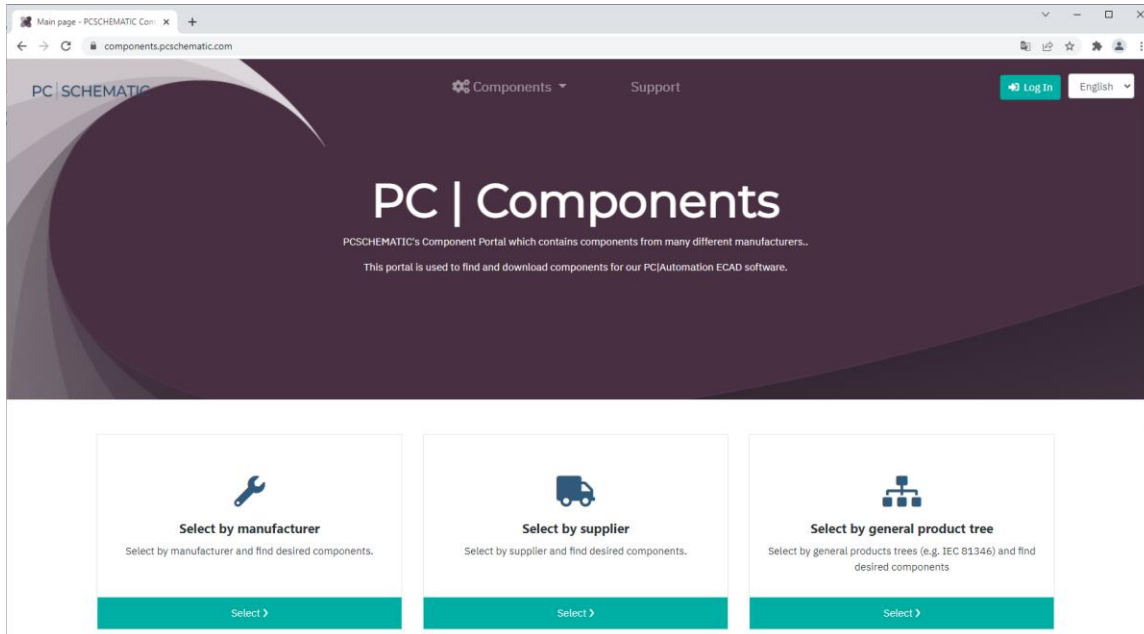 Main page - PCSCHEMATIC Com
components.pcschematic.com
PC|SCHEMATIC
Components
Support
Log In
English
PC | Components
PCSCHEMATIC's Component Portal which contains components from many different manufacturers..
This portal is used to find and download components for our PC|Automation ECAD software.
Select by manufacturer
Select by manufacturer and find desired components.
Select ❯
Select by supplier
Select by supplier and find desired components.
Select ❯
Select by general product tree
Select by general products trees (e.g. IEC 81346) and find
desired components
Select ❯